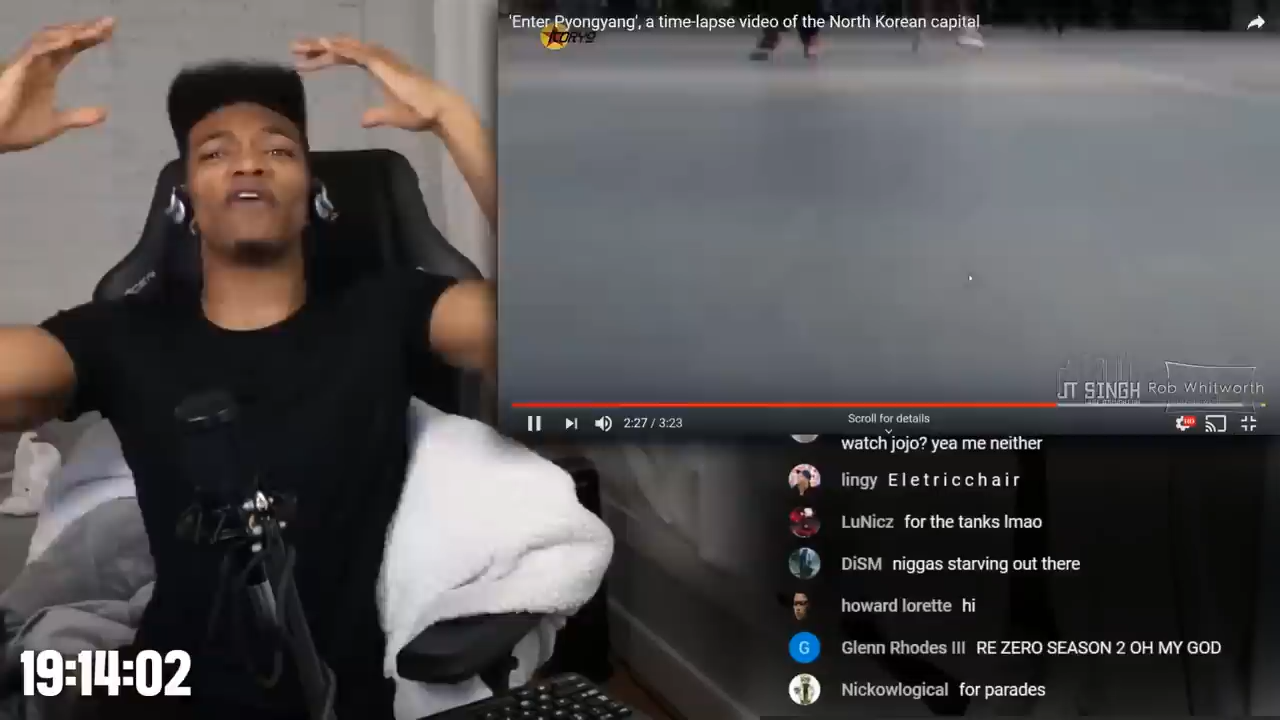 'Enter Pyongyang', a time-lapse video of the North Korean capital
JT SINGH Rob Whitworth
2:27 / 3:23
Scroll for details
HD
watch jojo? yea me neither
lingy E l e t r i c c h a i r
LuNicz for the tanks lmao
DiSM niggas starving out there
howard lorette hi
G Glenn Rhodes III RE ZERO SEASON 2 OH MY GOD
Nickowlogical for parades
19:14:02